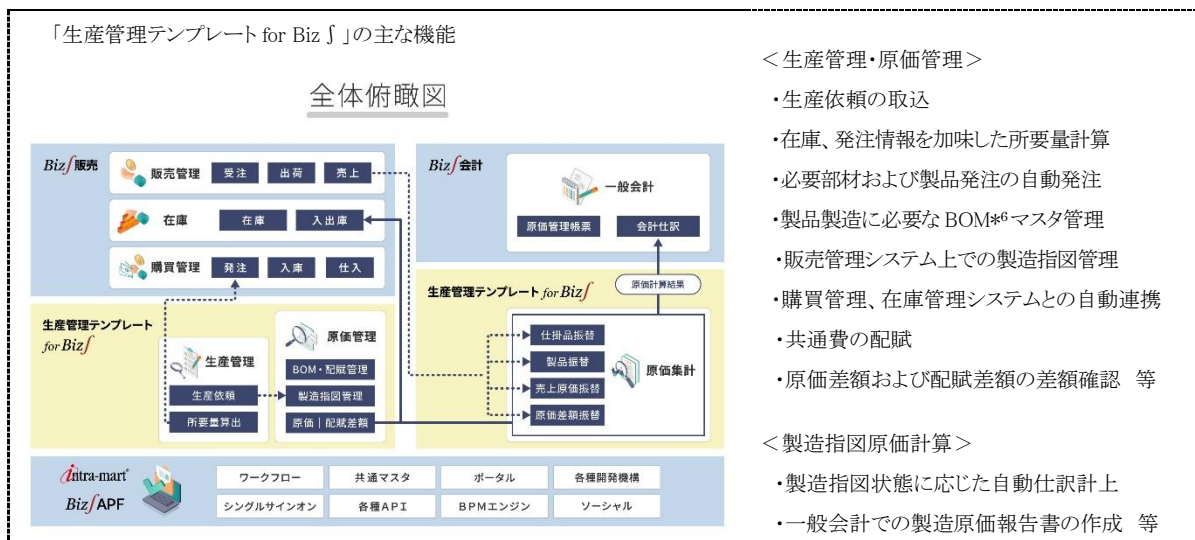 「生産管理テンプレート for Biz∫」の主な機能
全体俯瞰図
Biz∫販売
販売管理
受注
出荷
売上
在庫
在庫
入出庫
購買管理
発注
入庫
仕入
Biz∫会計
一般会計
原価管理帳票
会計仕訳
生産管理テンプレート
for Biz∫
生産管理
生産依頼
所要量算出
原価管理
BOM・配賦管理
製造指図管理
原価|配賦差額
生産管理テンプレート for Biz∫
原価計算結果
仕掛品振替
製品振替
売上原価振替
原価差額振替
原価集計
intra-mart®
Biz∫APF
ワークフロー
共通マスタ
ポータル
各種開発機構
シングルサインオン
各種API
BPMエンジン
ソーシャル
＜生産管理・原価管理＞
・生産依頼の取込
・在庫、発注情報を加味した所要量計算
・必要部材および製品発注の自動発注
・製品製造に必要な BOM*6マスタ管理
・販売管理システム上での製造指図管理
・購買管理、在庫管理システムとの自動連携
・共通費の配賦
・原価差額および配賦差額の差額確認 等
＜製造指図原価計算＞
・製造指図状態に応じた自動仕訳計上
・一般会計での製造原価報告書の作成 等